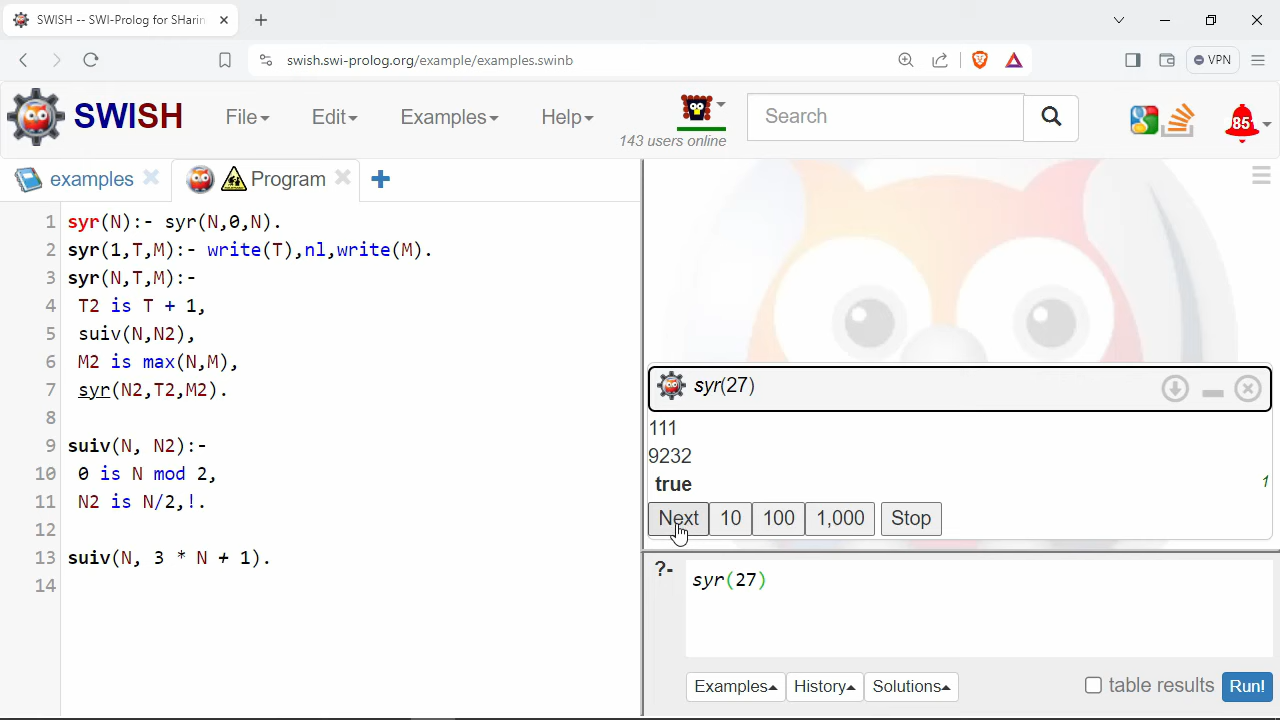 SWISH -- SWI-Prolog for SHarin
swish.swi-prolog.org/example/examples.swinb
VPN
SWISH File Edit Examples Help
143 users online
Search
85
examples Program
1 syr(N):- syr(N,0,N).
2 syr(1,T,M):- write(T),nl,write(M).
3 syr(N,T,M):-
4 T2 is T + 1,
5 suiv(N,N2),
6 M2 is max(N,M),
7 syr(N2,T2,M2).
8
9 suiv(N, N2):-
10 0 is N mod 2,
11 N2 is N/2,!.
12
13 suiv(N, 3 * N + 1).
14
syr(27)
111
9232
true 1
Next 10 100 1,000 Stop
?- syr(27)
Examples History Solutions table results Run!